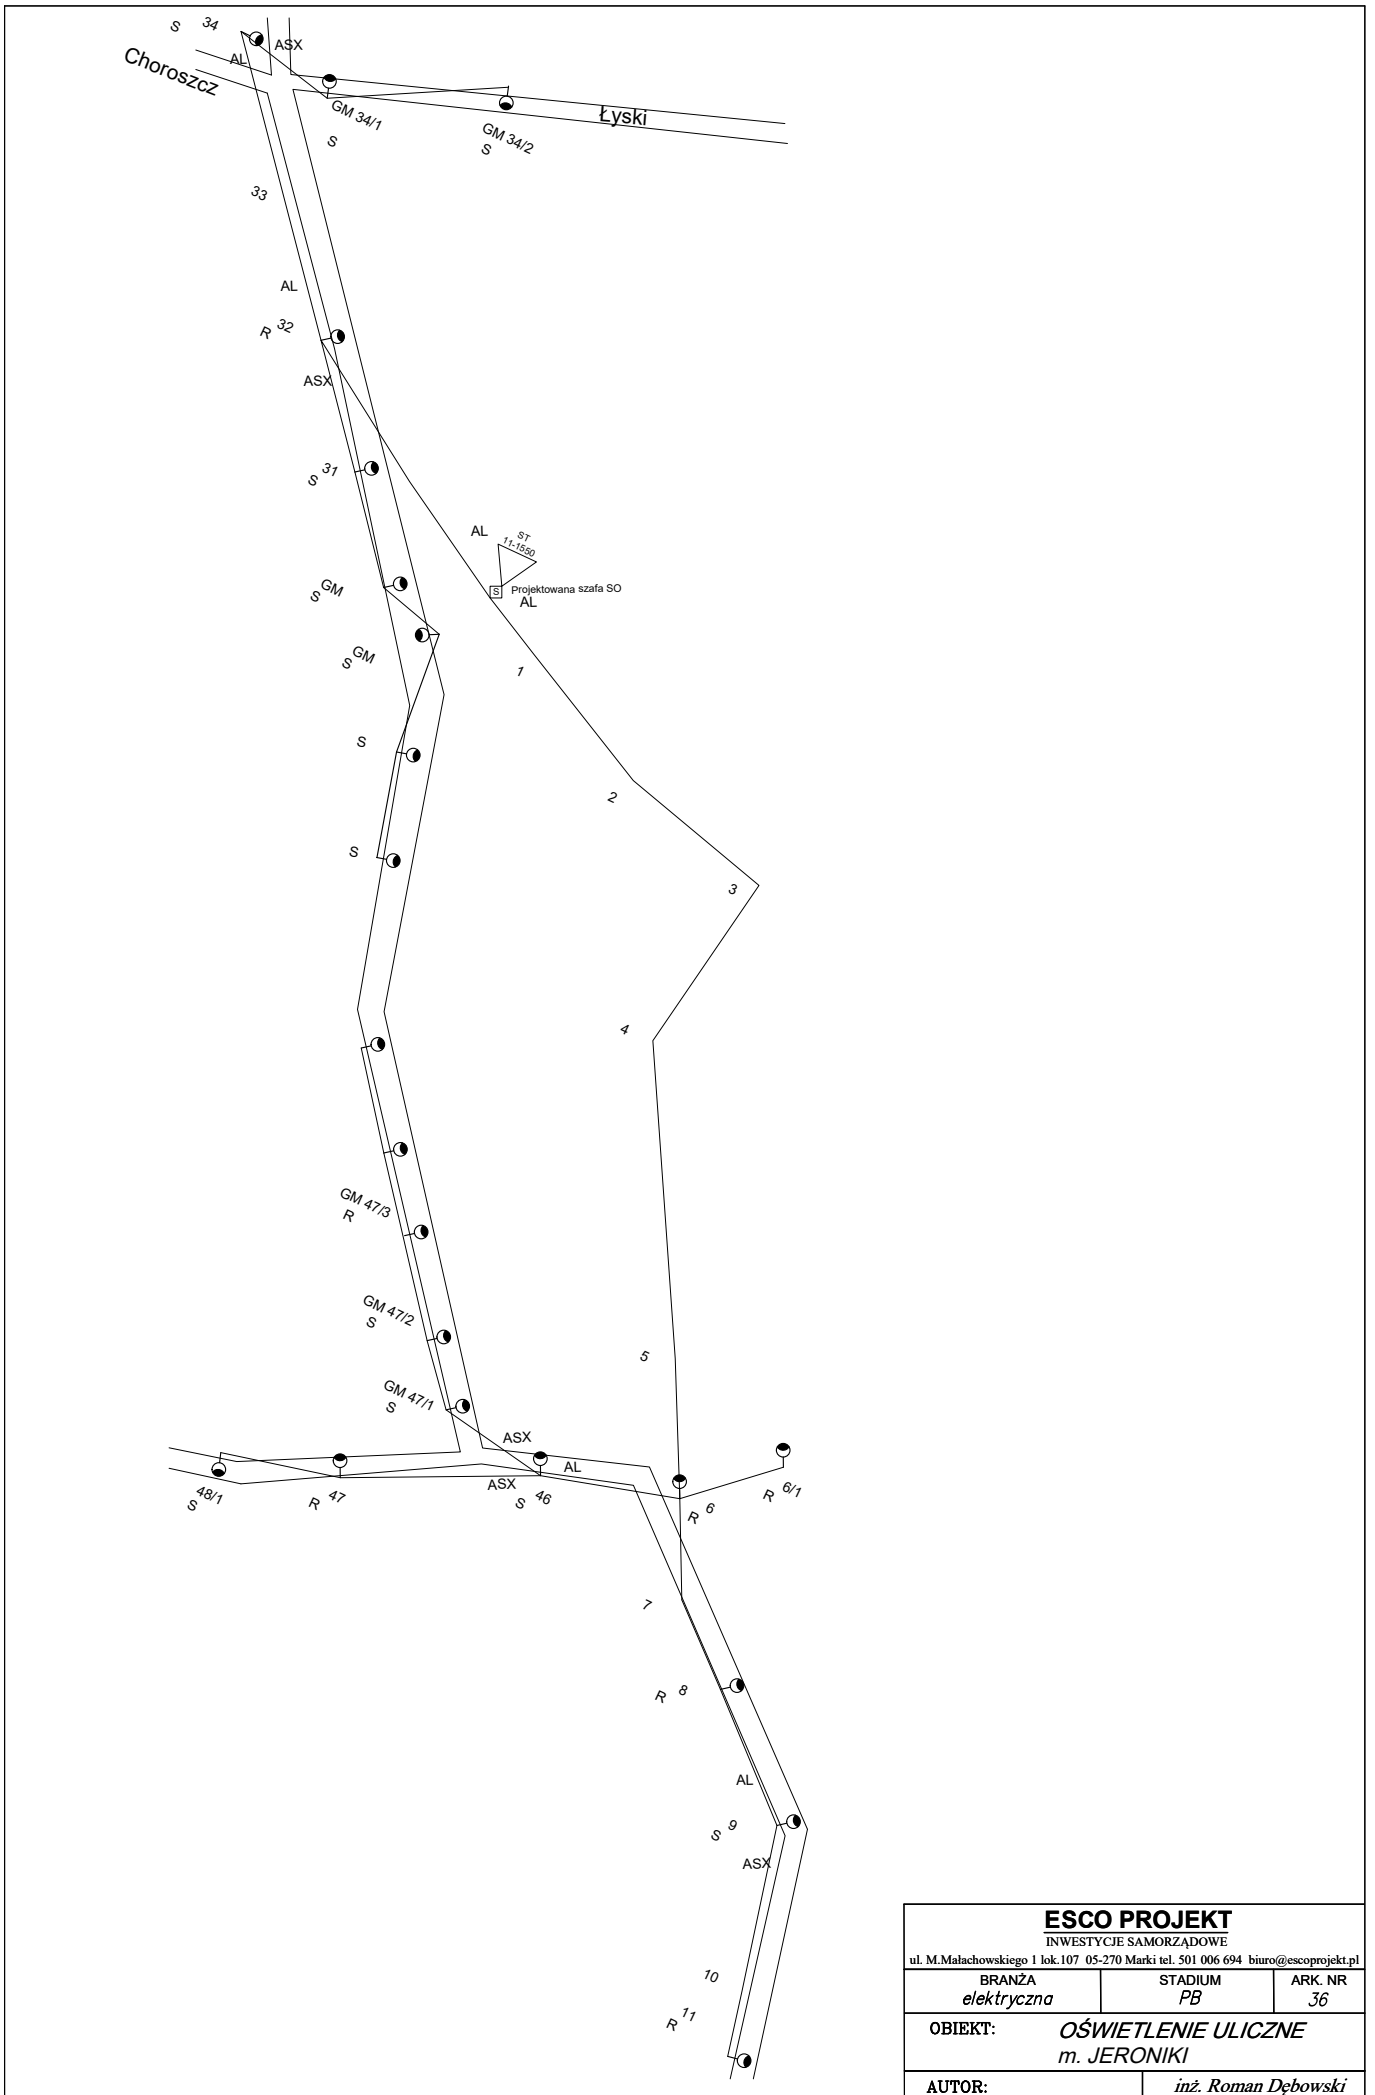 S 34
ASX
AL
Choroszcz
GM 34/1
S
Łyski
GM 34/2
S
33
AL
R 32
ASX
S 31
AL
ST
11-1550
S Projektowana szafa SO
AL
S GM
S GM
1
S
2
S
3
4
GM 47/3
R
GM 47/2
S
5
GM 47/1
S
ASX
AL
ASX
48/1
S
R 47
S 46
R 6
R 6/1
7
R 8
AL
S 9
ASX
10
R 11
ESCO PROJEKT
INWESTYCJE SAMORZĄDOWE
ul. M.Małachowskiego 1 lok.107 05-270 Marki tel. 501 006 694 biuro@escoprojekt.pl
BRANŻA STADIUM ARK. NR
elektryczna PB 36
OBIEKT: OŚWIETLENIE ULICZNE
m. JERONIKI
AUTOR: inż. Roman Dębowski